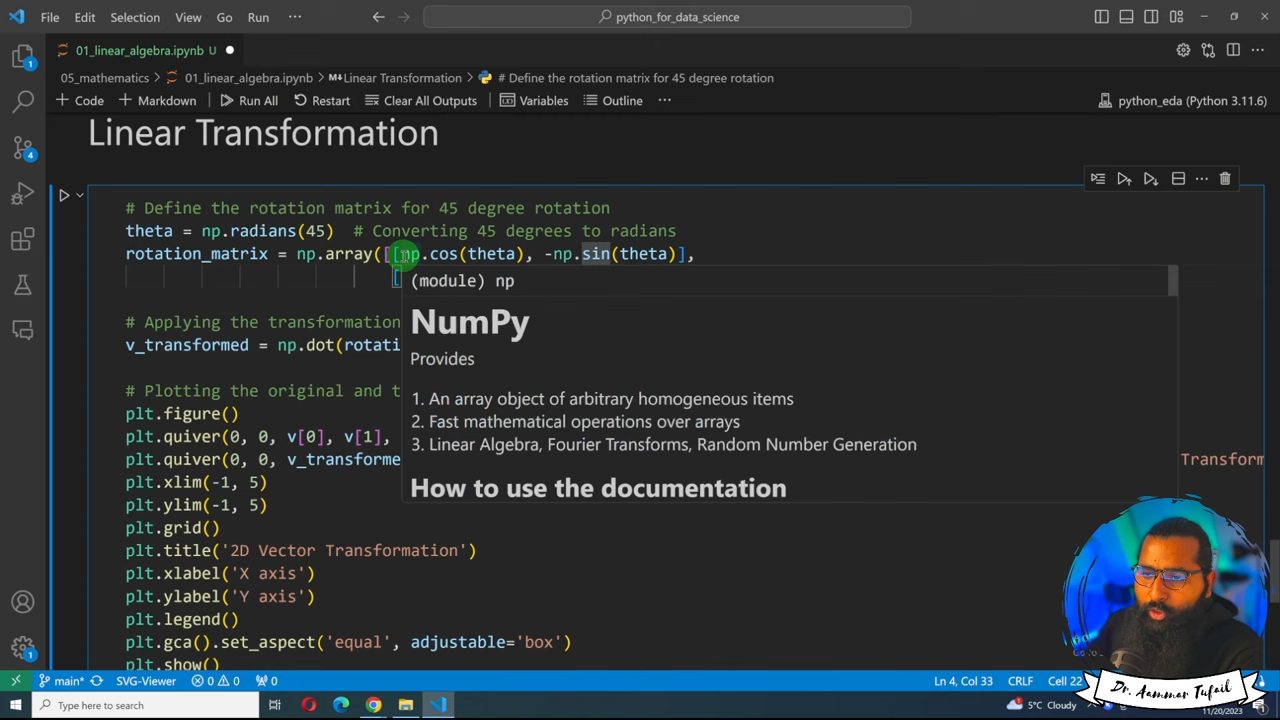 File Edit Selection View Go Run ··· python_for_data_science
01_linear_algebra.ipynb U
05_mathematics > 01_linear_algebra.ipynb > Linear Transformation > # Define the rotation matrix for 45 degree rotation
+ Code + Markdown Run All Restart Clear All Outputs Variables Outline ··· python_eda (Python 3.11.6)
Linear Transformation
# Define the rotation matrix for 45 degree rotation
theta = np.radians(45) # Converting 45 degrees to radians
rotation_matrix = np.array([[np.cos(theta), -np.sin(theta)],
[
(module) np
NumPy
Provides
1. An array object of arbitrary homogeneous items
2. Fast mathematical operations over arrays
3. Linear Algebra, Fourier Transforms, Random Number Generation
How to use the documentation
# Applying the transformation
v_transformed = np.dot(rotati
# Plotting the original and t
plt.figure()
plt.quiver(0, 0, v[0], v[1],
plt.quiver(0, 0, v_transforme Transform
plt.xlim(-1, 5)
plt.ylim(-1, 5)
plt.grid()
plt.title('2D Vector Transformation')
plt.xlabel('X axis')
plt.ylabel('Y axis')
plt.legend()
plt.gca().set_aspect('equal', adjustable='box')
plt.show()
main* SVG-Viewer 0 0 0 Ln 4, Col 33 CRLF Cell 22
Type here to search 5°C Cloudy 11/20/2023
Dr. Aammar Tufail